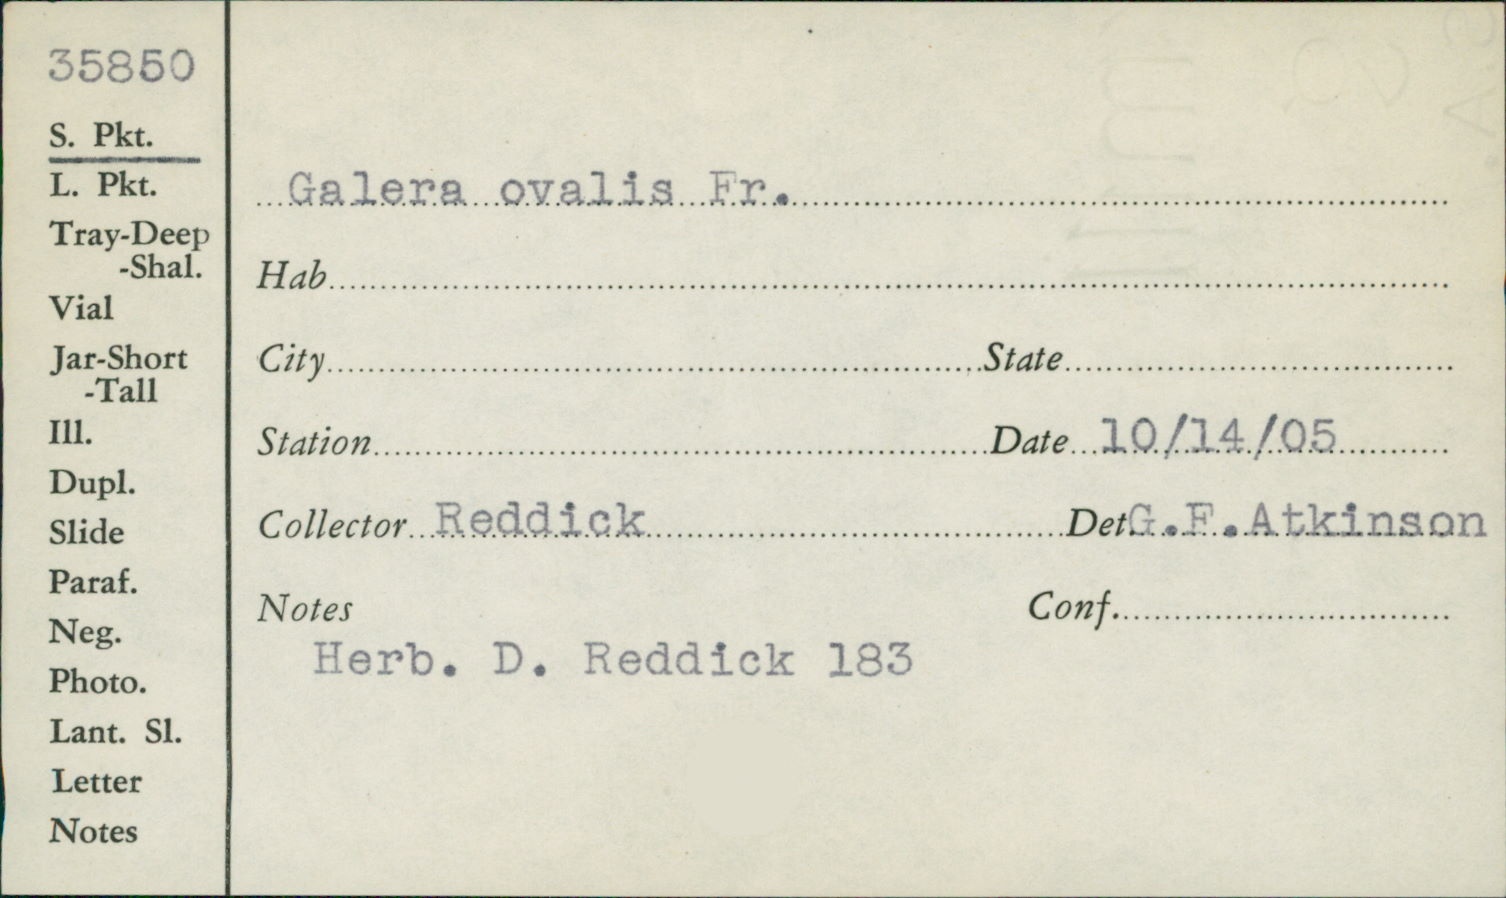 35850
S. Pkt.
L. Pkt.
Tray-Deep
-Shal.
Vial
Jar-Short
-Tall
Ill.
Dupl.
Slide
Paraf.
Neg.
Photo.
Lant. Sl.
Letter
Notes
Galera ovalis Fr.
Hab
City State
Station Date 10/14/05
Collector Reddick Det G.F.Atkinson
Notes Conf.
Herb. D. Reddick 183